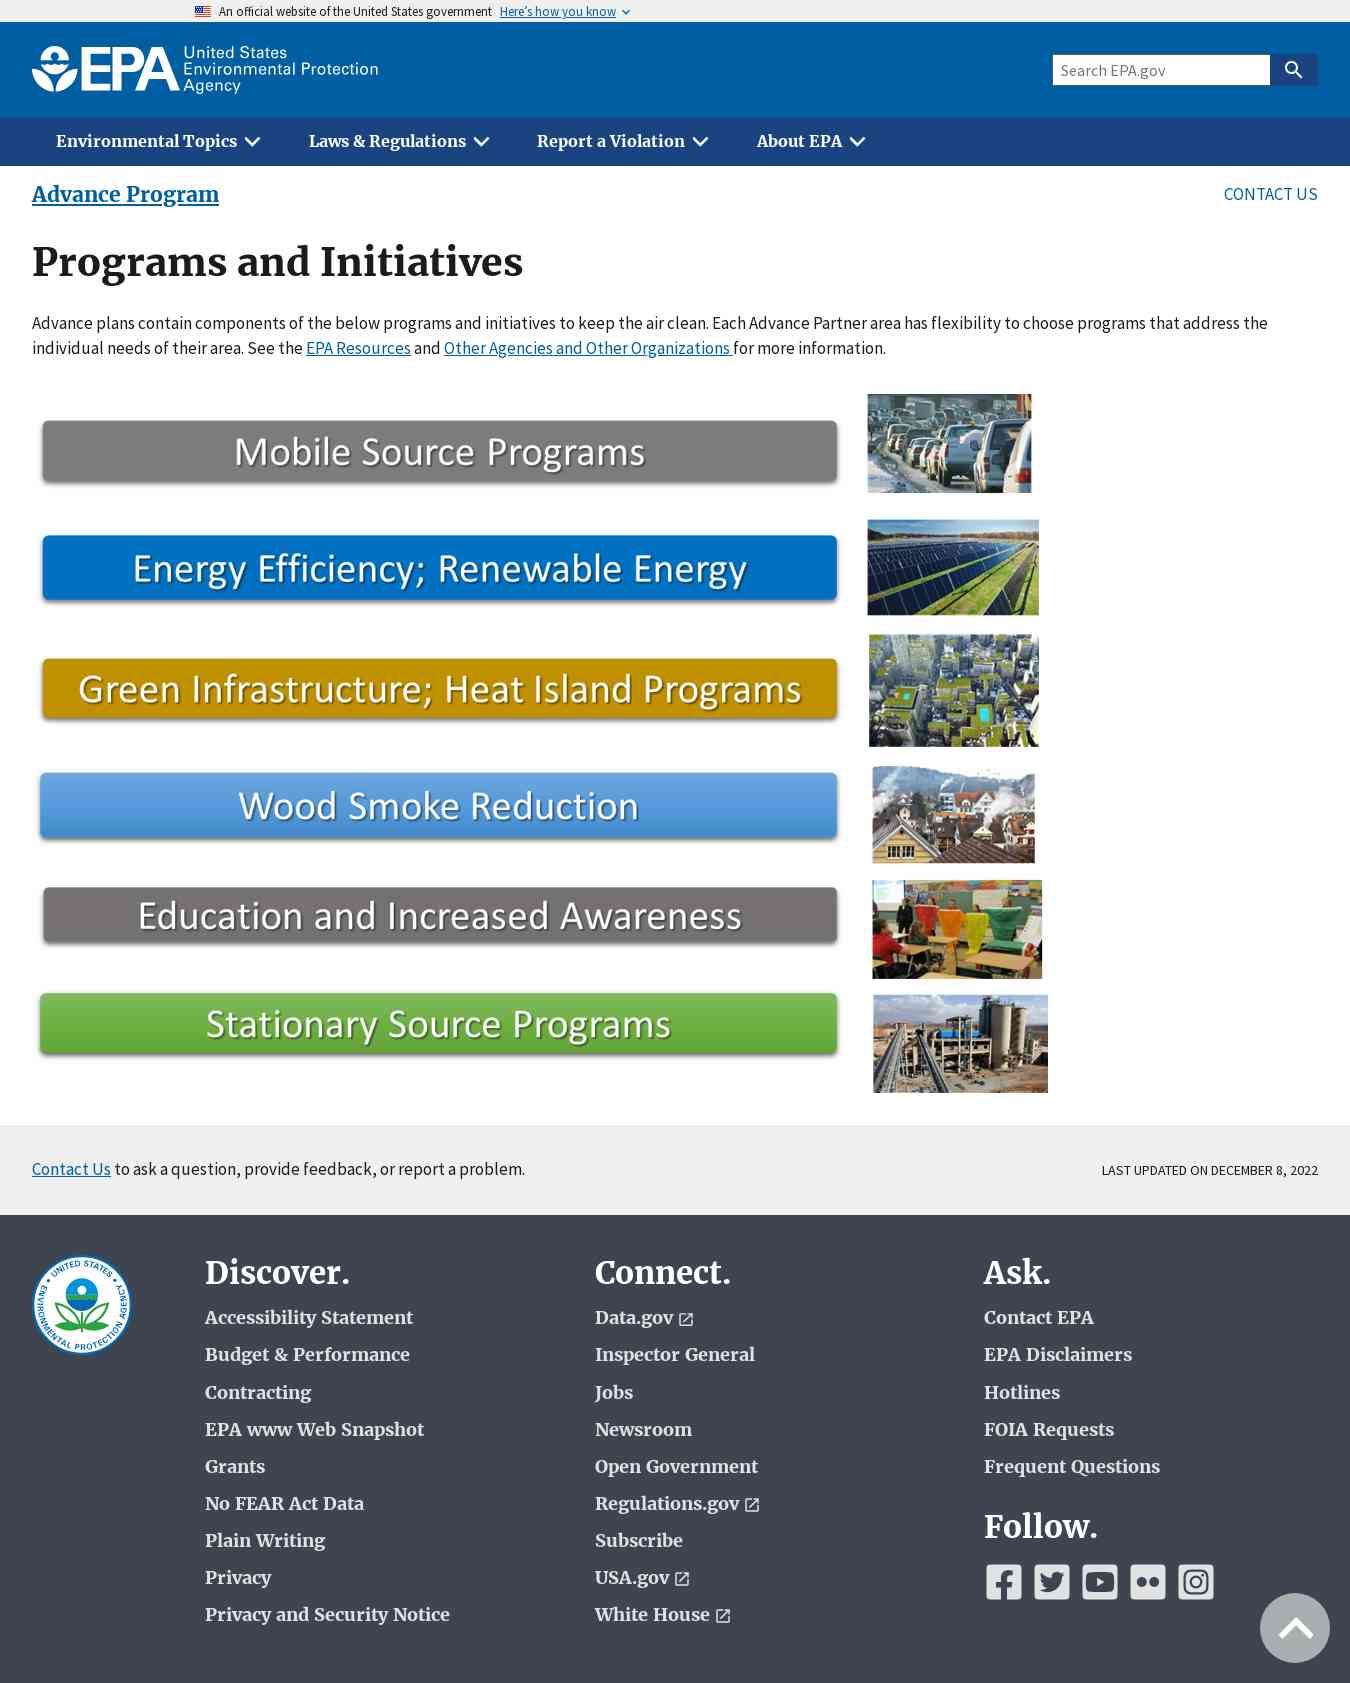 An official website of the United States government Here's how you know
EPA United States
Environmental Protection
Agency
Search EPA.gov
Environmental Topics Laws & Regulations Report a Violation About EPA
Advance Program CONTACT US
Programs and Initiatives
Advance plans contain components of the below programs and initiatives to keep the air clean. Each Advance Partner area has flexibility to choose programs that address the
individual needs of their area. See the EPA Resources and Other Agencies and Other Organizations for more information.
Mobile Source Programs
Energy Efficiency; Renewable Energy
Green Infrastructure; Heat Island Programs
Wood Smoke Reduction
Education and Increased Awareness
Stationary Source Programs
Contact Us to ask a question, provide feedback, or report a problem. LAST UPDATED ON DECEMBER 8, 2022
UNITED STATES ENVIRONMENTAL PROTECTION AGENCY
Discover.
Accessibility Statement
Budget & Performance
Contracting
EPA www Web Snapshot
Grants
No FEAR Act Data
Plain Writing
Privacy
Privacy and Security Notice
Connect.
Data.gov
Inspector General
Jobs
Newsroom
Open Government
Regulations.gov
Subscribe
USA.gov
White House
Ask.
Contact EPA
EPA Disclaimers
Hotlines
FOIA Requests
Frequent Questions
Follow.